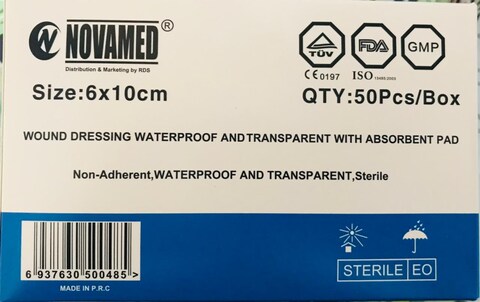 NOVAMED®
Distribution & Marketing by RDS
TÜV FDA GMP
CE0197 ISO 13485:2003
Size:6x10cm
QTY:50Pcs/Box
WOUND DRESSING WATERPROOF AND TRANSPARENT WITH ABSORBENT PAD
Non-Adherent,WATERPROOF AND TRANSPARENT,Sterile
6 937630 500485>
MADE IN P.R.C
STERILE EO